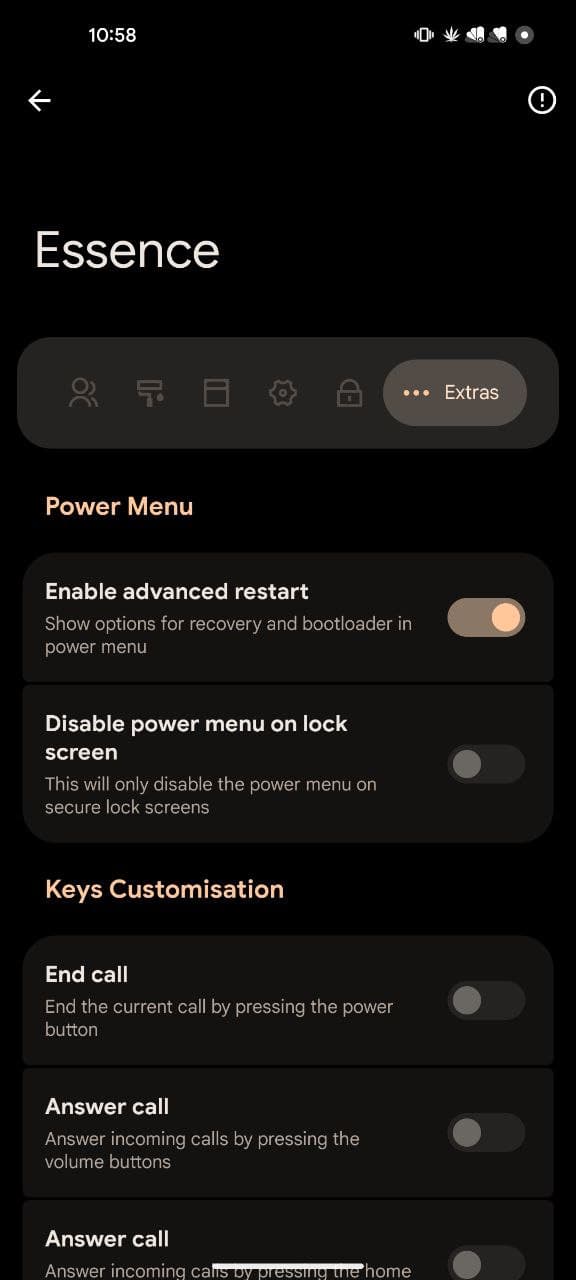 10:58
Essence
Extras
Power Menu
Enable advanced restart
Show options for recovery and bootloader in
power menu
Disable power menu on lock
screen
This will only disable the power menu on
secure lock screens
Keys Customisation
End call
End the current call by pressing the power
button
Answer call
Answer incoming calls by pressing the
volume buttons
Answer call
Answer incoming calls by pressing the home